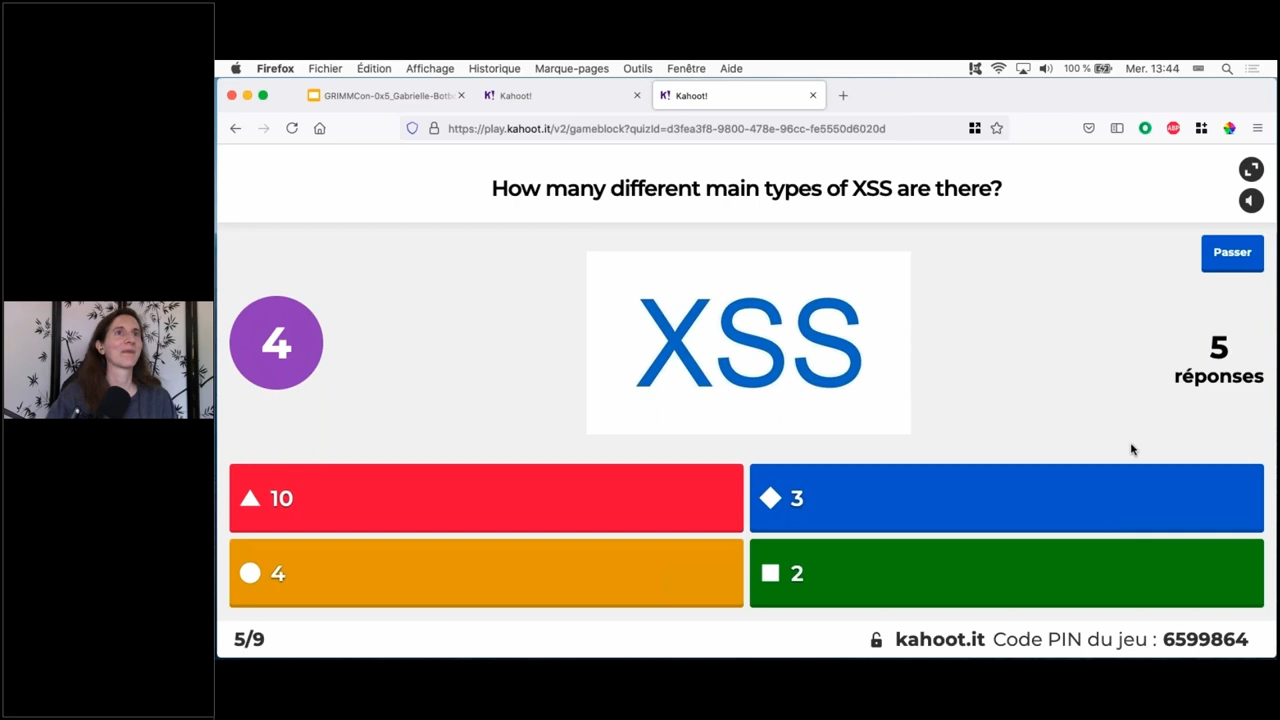 Firefox Fichier Édition Affichage Historique Marque-pages Outils Fenêtre Aide 100 % Mer. 13:44
GRIMMCon-0x5_Gabrielle-Botb
K! Kahoot!
K! Kahoot!
https://play.kahoot.it/v2/gameblock?quizId=d3fea3f8-9800-478e-96cc-fe5550d6020d
ABP
How many different main types of XSS are there?
Passer
4
XSS
5
réponses
10
3
4
2
5/9
kahoot.it Code PIN du jeu : 6599864